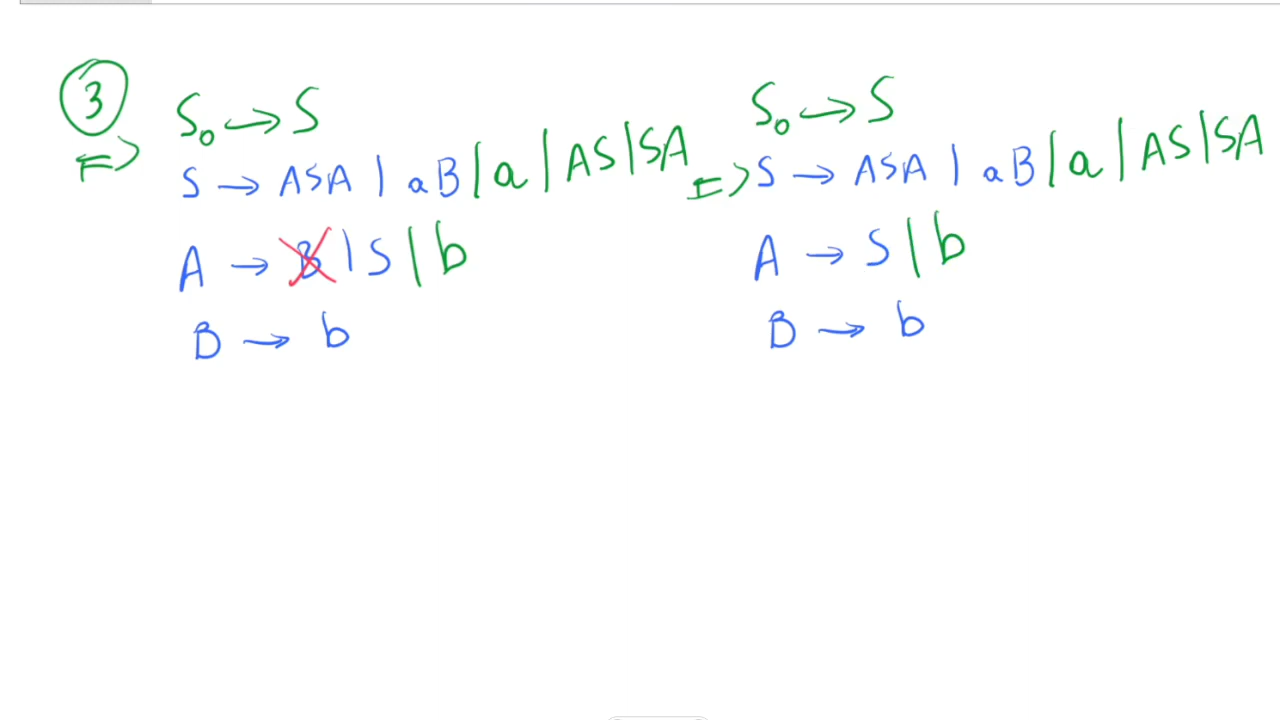 ③ S₀ → S
=> S → ASA | aB | a | AS | SA
A → B | S | b
B → b
S₀ → S
=> S → ASA | aB | a | AS | SA
A → S | b
B → b